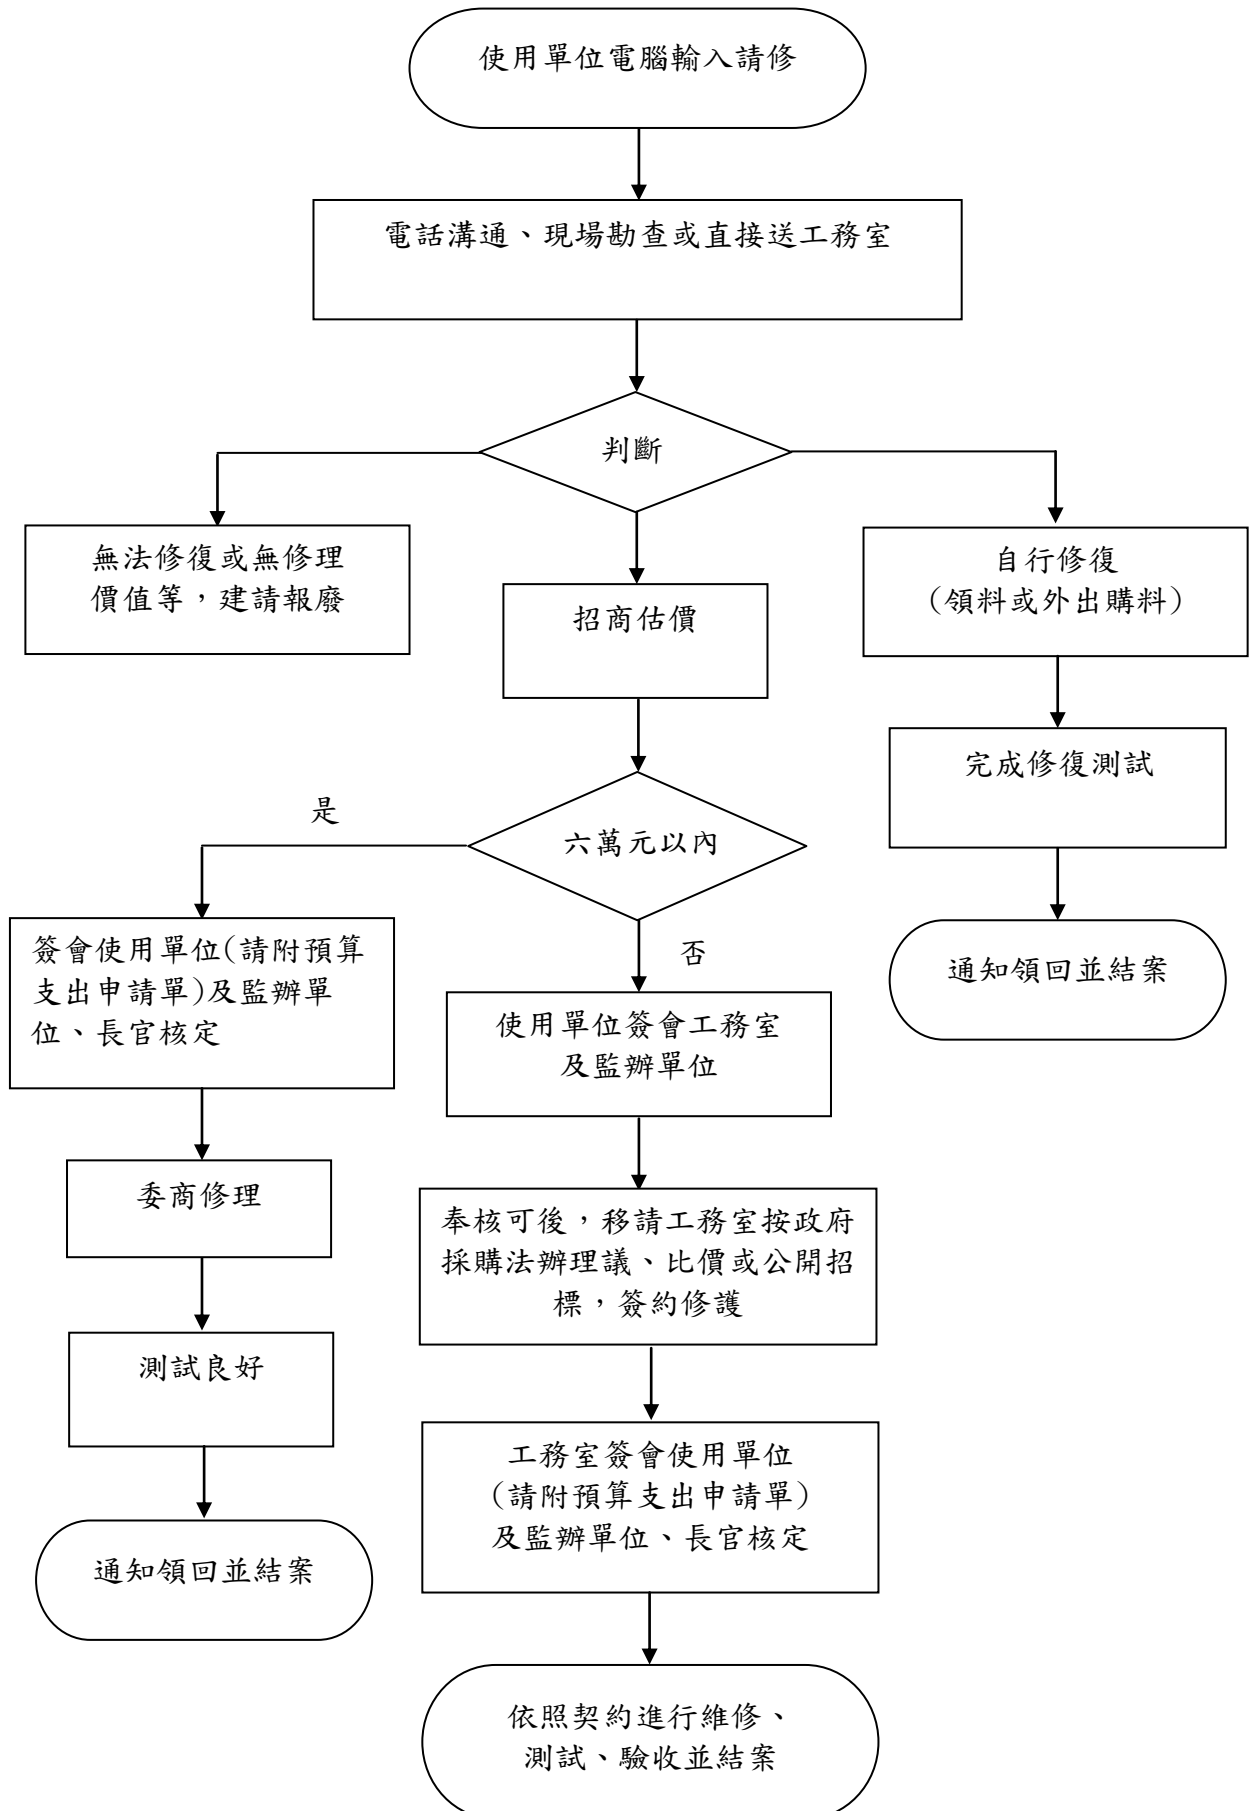 使用單位電腦輸入請修
電話溝通、現場勘查或直接送工務室
判斷
無法修復或無修理
價值等，建請報廢
招商估價
自行修復
(領料或外出購料)
完成修復測試
通知領回並結案
六萬元以內
是
否
簽會使用單位(請附預算
支出申請單)及監辦單
位、長官核定
委商修理
測試良好
通知領回並結案
使用單位簽會工務室
及監辦單位
奉核可後，移請工務室按政府
採購法辦理議、比價或公開招
標，簽約修護
工務室簽會使用單位
(請附預算支出申請單)
及監辦單位、長官核定
依照契約進行維修、
測試、驗收並結案